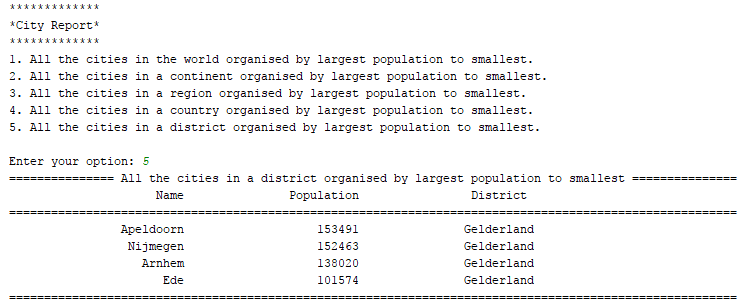 *************
*City Report*
*************
1. All the cities in the world organised by largest population to smallest.
2. All the cities in a continent organised by largest population to smallest.
3. All the cities in a region organised by largest population to smallest.
4. All the cities in a country organised by largest population to smallest.
5. All the cities in a district organised by largest population to smallest.
Enter your option: 5
=============== All the cities in a district organised by largest population to smallest ===============
Name Population District
========================================================================================================
Apeldoorn 153491 Gelderland
Nijmegen 152463 Gelderland
Arnhem 138020 Gelderland
Ede 101574 Gelderland
========================================================================================================